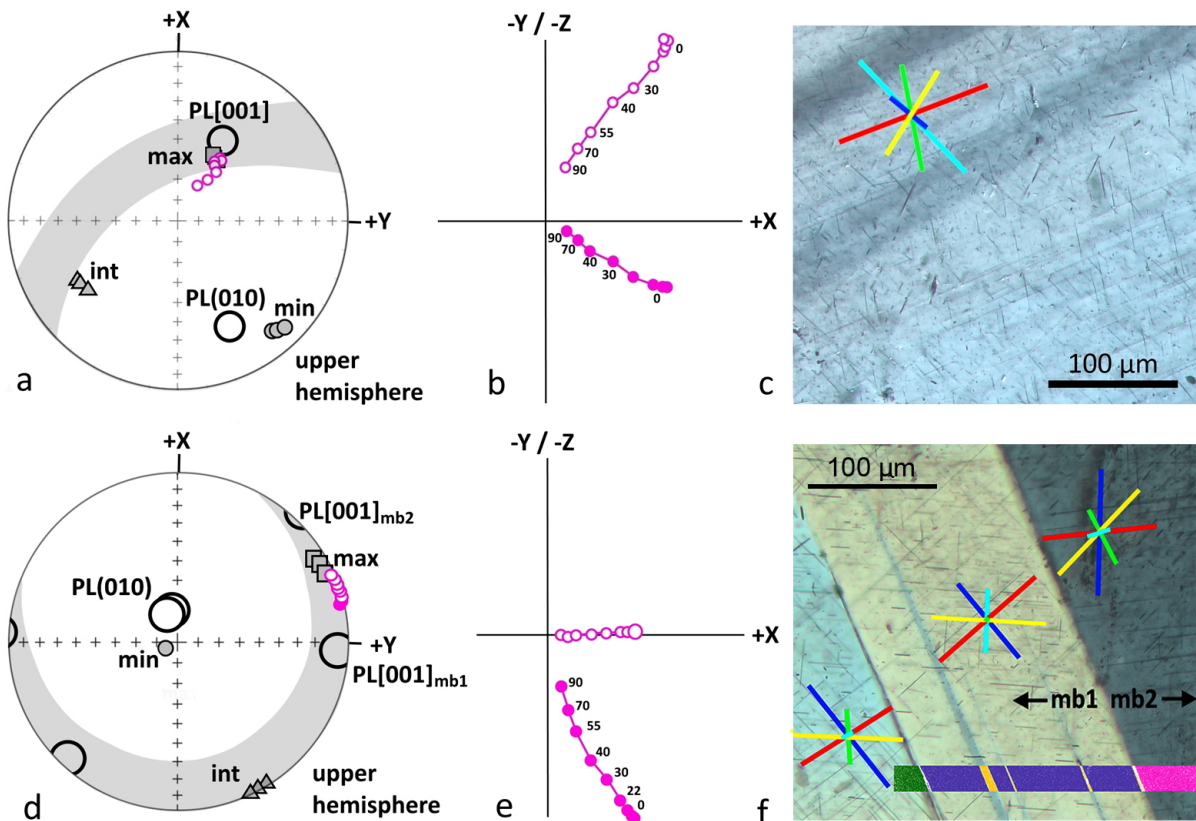 +X
PL[001]
max
+Y
int
PL(010)
min
upper
hemisphere
a
-Y / -Z
0
30
40
55
70
90
+X
90
70
40
30
0
b
100 µm
c
+X
PL[001]mb2
max
PL(010)
+Y
min
PL[001]mb1
int
upper
hemisphere
d
-Y / -Z
+X
90
70
55
40
30
22
0
e
100 µm
mb1 mb2
f